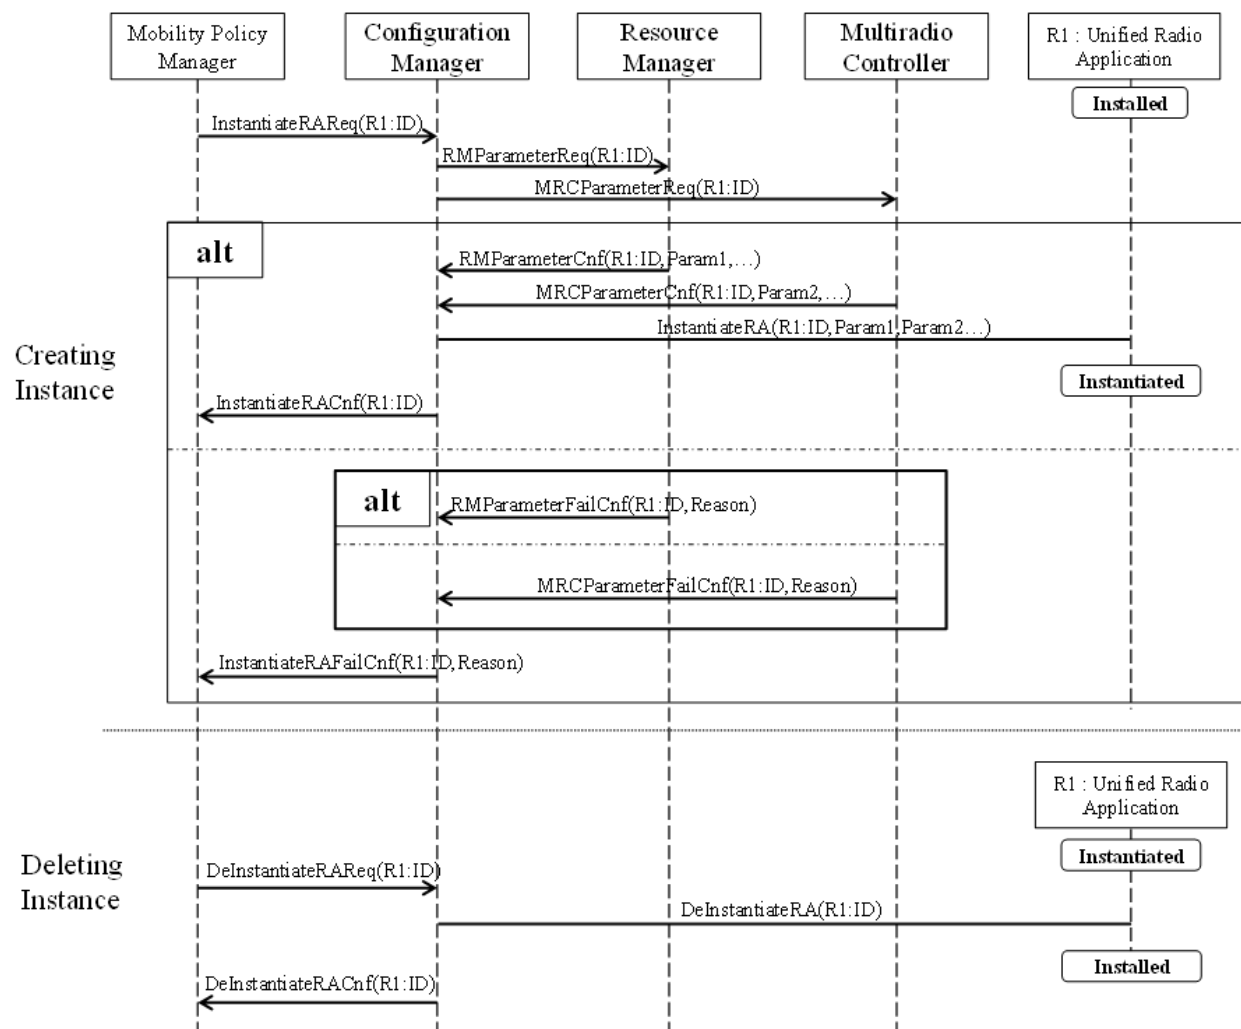 Mobility Policy
Manager
Configuration
Manager
Resource
Manager
Multiradio
Controller
R1 : Unified Radio
Application
Installed
InstantiateRAReq(R1:ID)
RMParameterReq(R1:ID)
MRCParameterReq(R1:ID)
alt
RMParameterCnf(R1:ID,Param1,...)
MRCParameterCnf(R1:ID,Param2,...)
InstantiateRA(R1:ID,Param1,Param2...)
Creating
Instance
Instantiated
InstantiateRACnf(R1:ID)
alt
RMParameterFailCnf(R1:ID,Reason)
MRCParameterFailCnf(R1:ID,Reason)
InstantiateRAFailCnf(R1:ID,Reason)
R1 : Unified Radio
Application
Instantiated
Deleting
Instance
DeInstantiateRAReq(R1:ID)
DeInstantiateRA(R1:ID)
Installed
DeInstantiateRACnf(R1:ID)